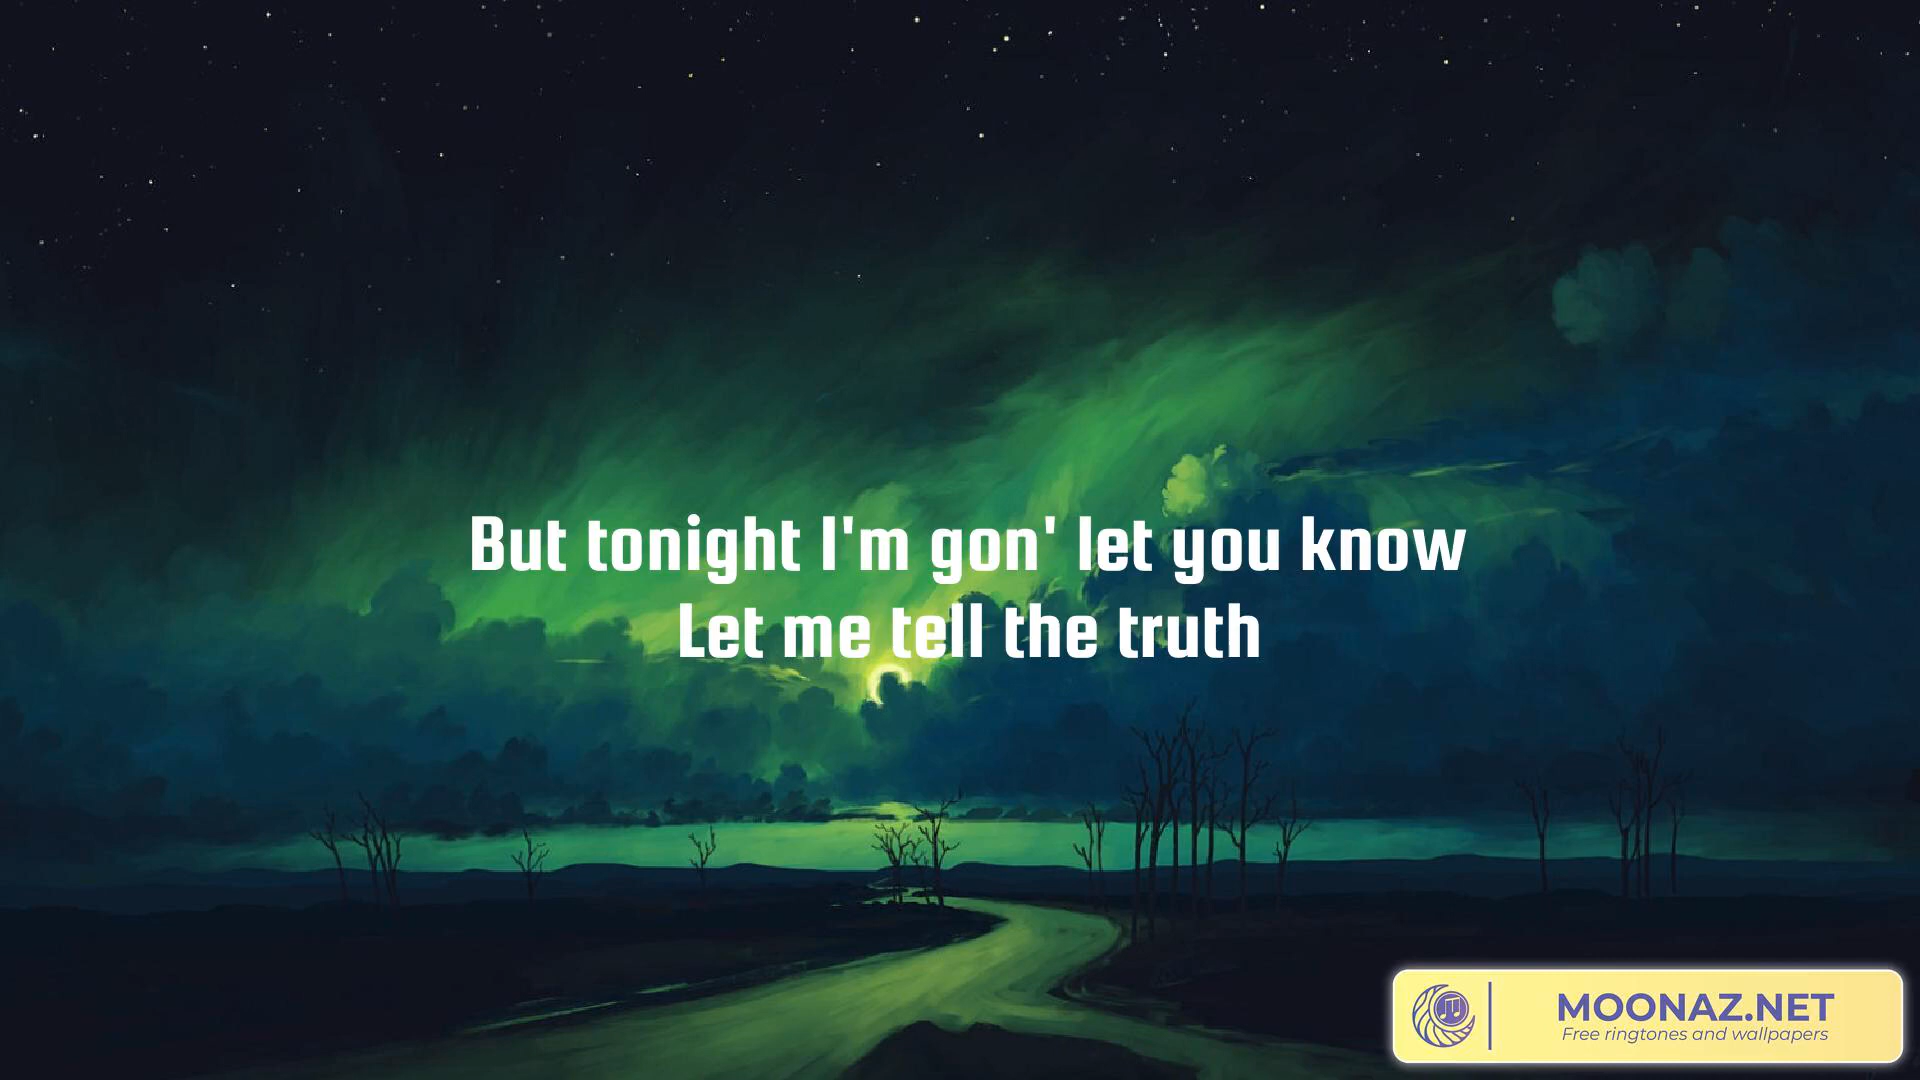 But tonight I'm gon' let you know
Let me tell the truth
MOONAZ.NET
Free ringtones and wallpapers